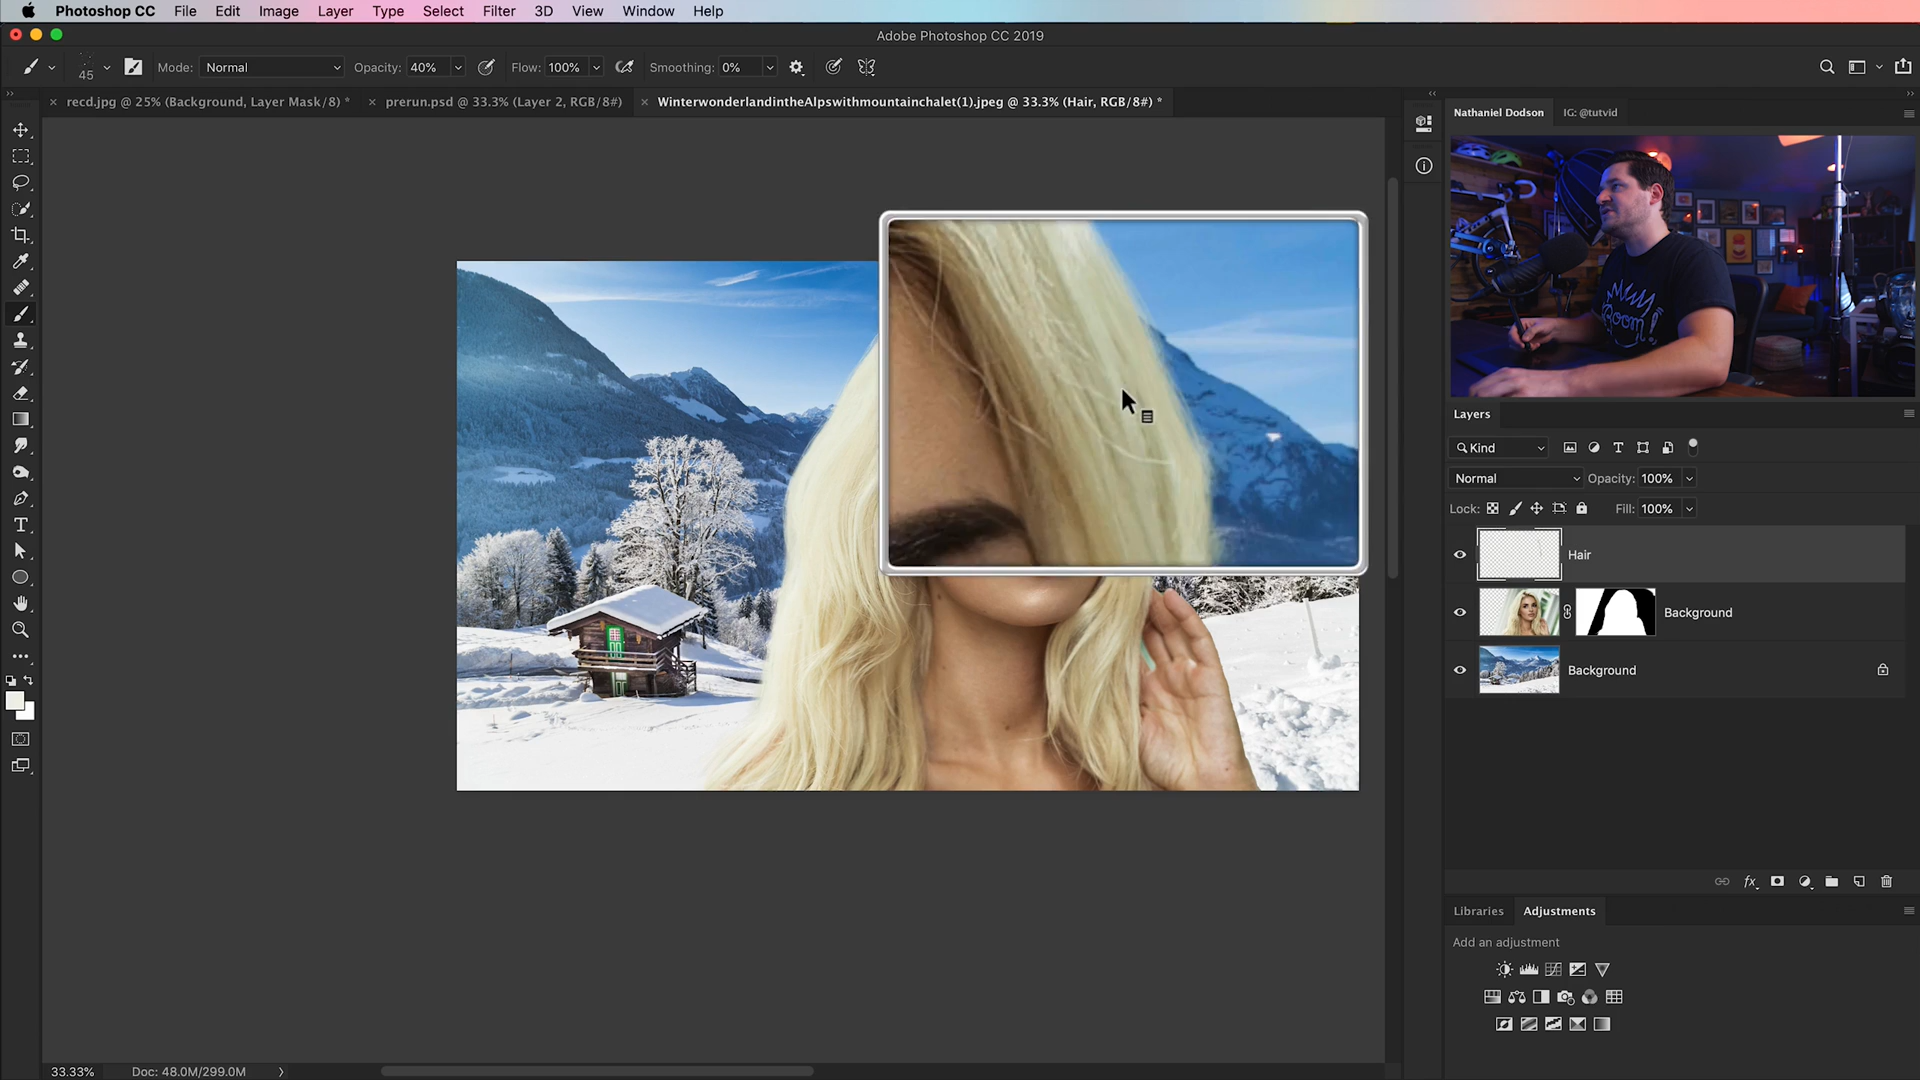 Photoshop CC File Edit Image Layer Type Select Filter 3D View Window Help
Adobe Photoshop CC 2019
45 Mode: Normal Opacity: 40% Flow: 100% Smoothing: 0%
recd.jpg @ 25% (Background, Layer Mask/8) *
prerun.psd @ 33.3% (Layer 2, RGB/8#)
WinterwonderlandintheAlpswithmountainchalet(1).jpeg @ 33.3% (Hair, RGB/8#) *
Nathaniel Dodson IG: @tutvid
Boom!
Layers
Kind
Normal Opacity: 100%
Lock: Fill: 100%
Hair
Background
Background
Libraries Adjustments
Add an adjustment
33.33% Doc: 48.0M/299.0M